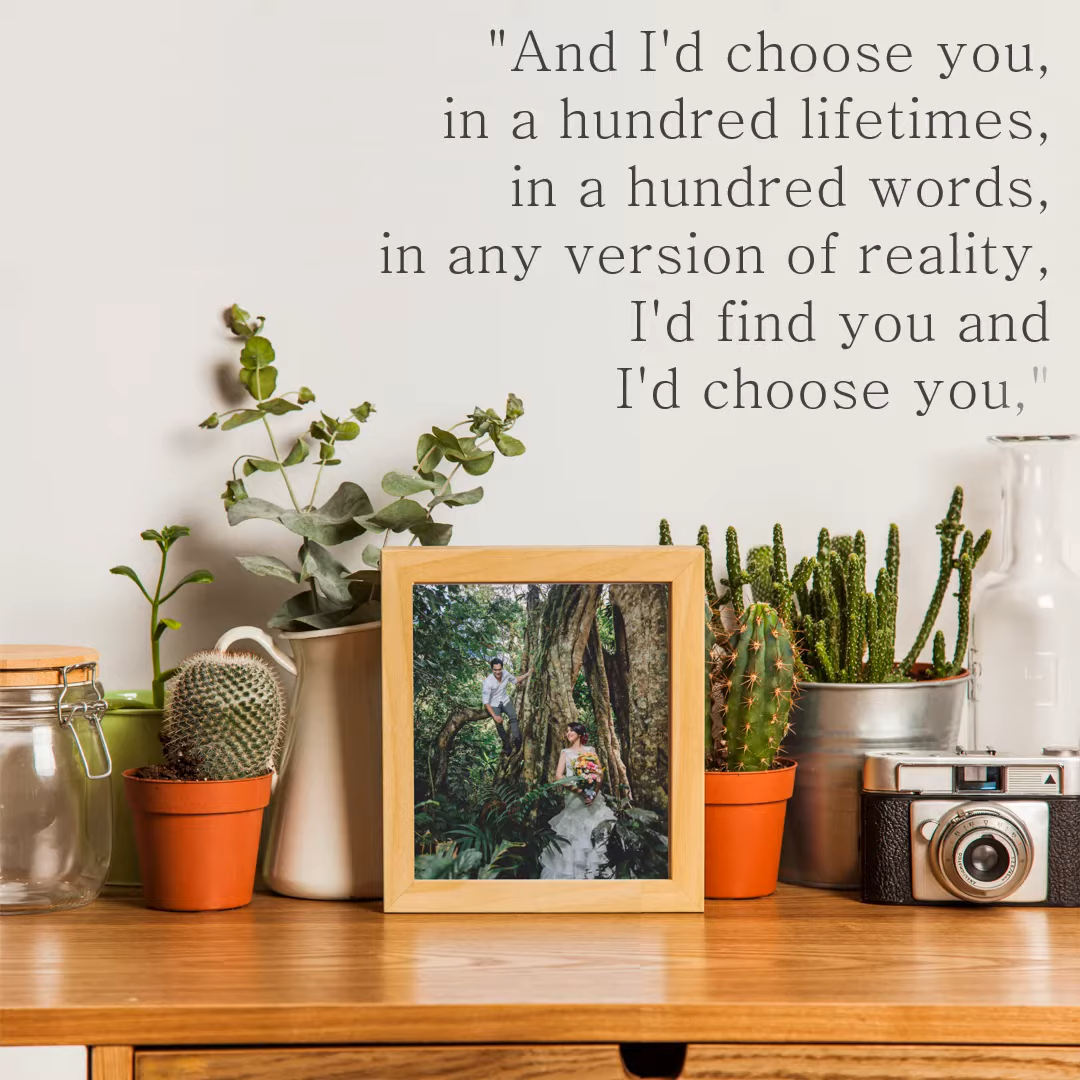 "And I'd choose you,
in a hundred lifetimes,
in a hundred words,
in any version of reality,
I'd find you and
I'd choose you,"